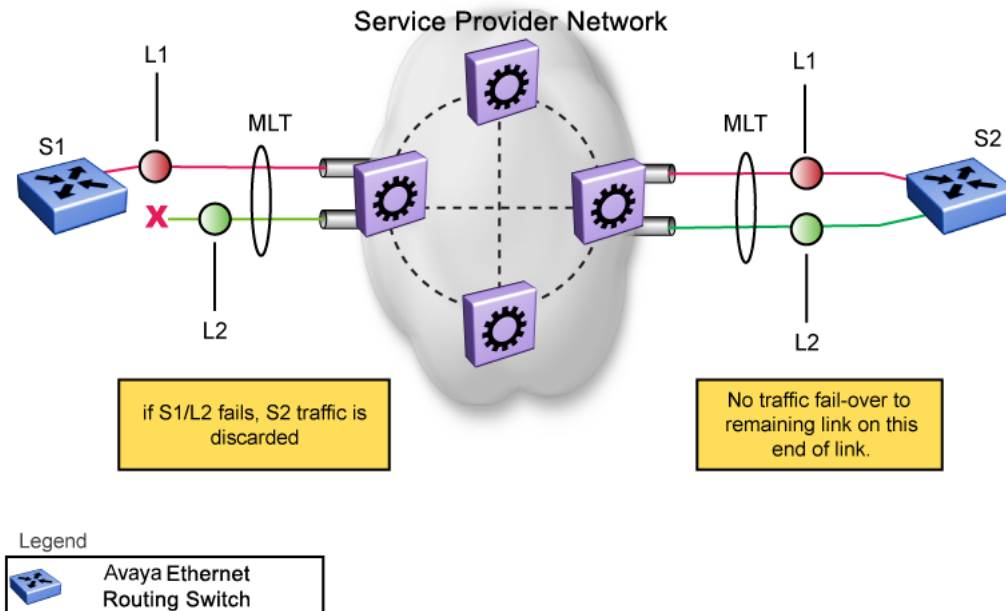 Service Provider Network
L1
L1
MLT
MLT
S1
S2
X
L2
L2
if S1/L2 fails, S2 traffic is
discarded
No traffic fail-over to
remaining link on this
end of link.
Legend
Avaya Ethernet
Routing Switch